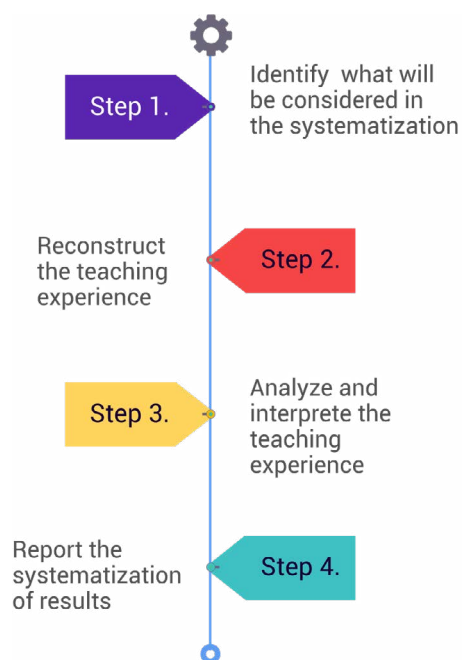 Step 1.
Identify what will
be considered in
the systematization
Reconstruct
the teaching
experience
Step 2.
Step 3.
Analyze and
interprete the
teaching
experience
Report the
systematization
of results
Step 4.